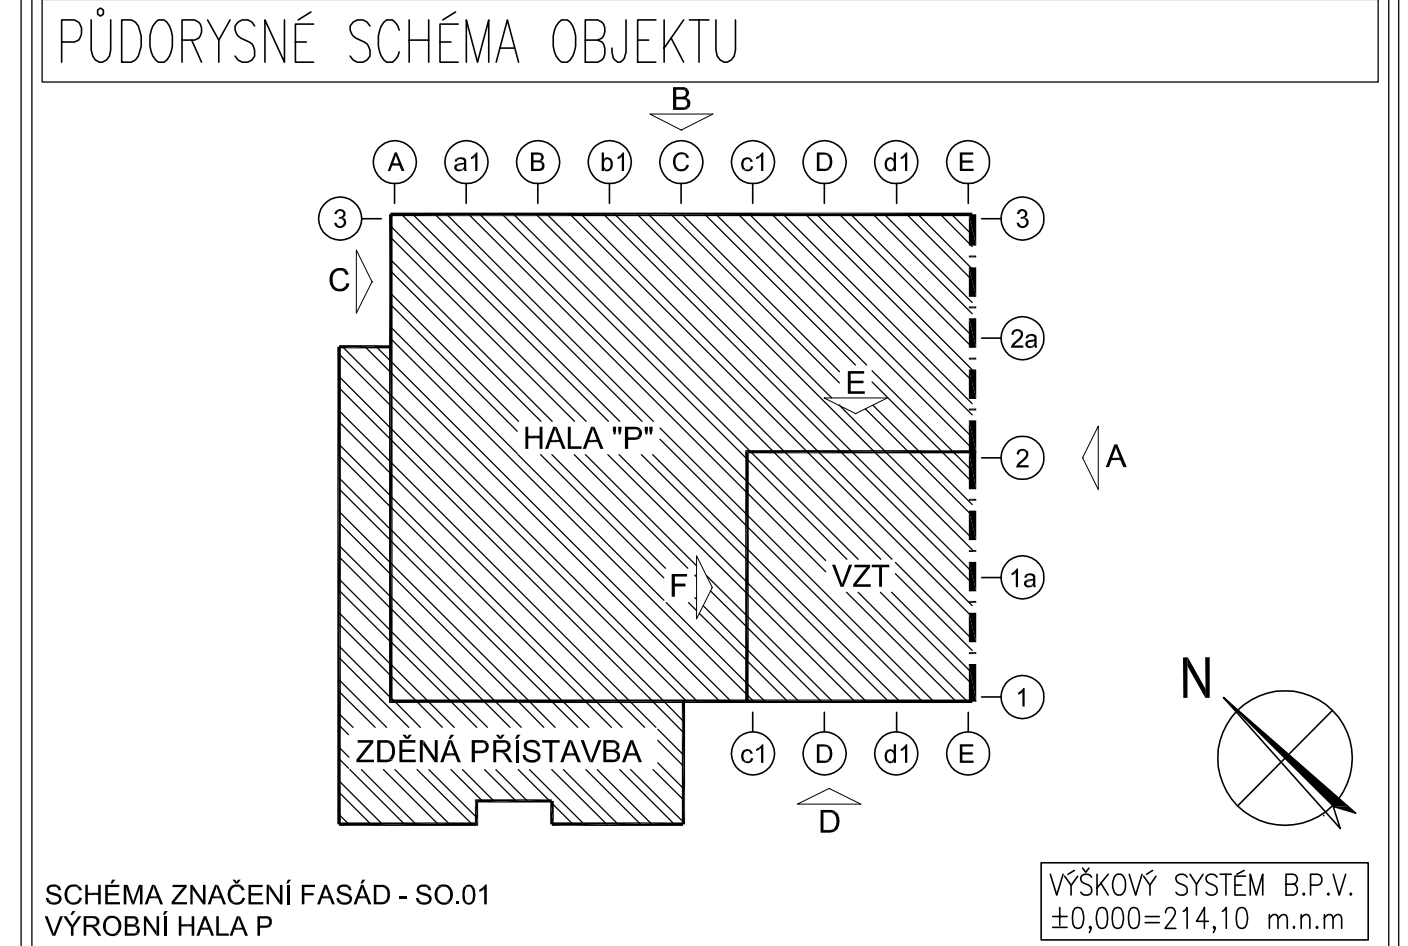 PŮDORYSNÉ SCHÉMA OBJEKTU
B
A a1 B b1 C c1 D d1 E
3 3
C
2a
E
HALA "P"
2 A
VZT
F 1a
N
1
ZDĚNÁ PŘÍSTAVBA
c1 D d1 E
D
SCHÉMA ZNAČENÍ FASÁD - SO.01
VÝROBNÍ HALA P
VÝŠKOVÝ SYSTÉM B.P.V.
±0,000=214,10 m.n.m